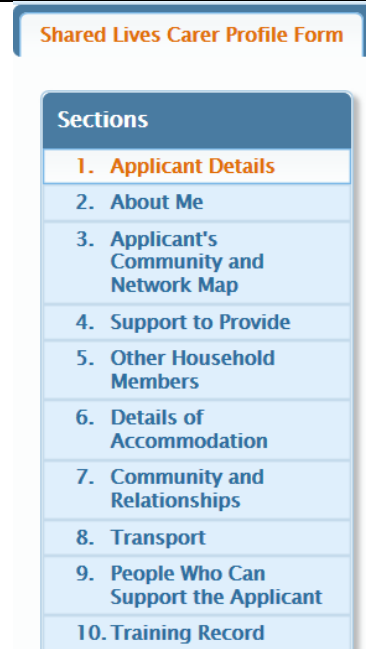 Shared Lives Carer Profile Form
Sections
1. Applicant Details
2. About Me
3. Applicant's
Community and
Network Map
4. Support to Provide
5. Other Household
Members
6. Details of
Accommodation
7. Community and
Relationships
8. Transport
9. People Who Can
Support the Applicant
10. Training Record